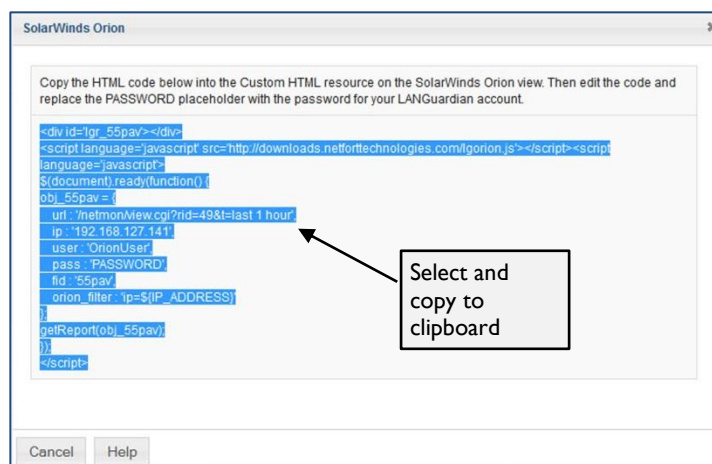 SolarWinds Orion
Copy the HTML code below into the Custom HTML resource on the SolarWinds Orion view. Then edit the code and
replace the PASSWORD placeholder with the password for your LANGuardian account.
<div id='lgr_55pav'></div>
<script language='javascript' src='http://downloads.netforttechnologies.com/lgorion.js'></script><script
language='javascript'>
$(document).ready(function() {
obj_55pav = {
url : '/netmon/view.cgi?rid=49&t=last 1 hour',
ip : '192.168.127.141',
user : 'OrionUser',
pass : 'PASSWORD',
fid : '55pav',
orion_filter : 'ip=${IP_ADDRESS}'
};
getReport(obj_55pav);
});
</script>
Select and
copy to
clipboard
Cancel Help